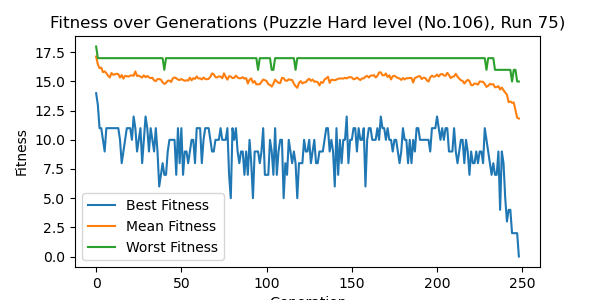 Fitness over Generations (Puzzle Hard level (No.106), Run 75)
Fitness
17.5
15.0
12.5
10.0
7.5
5.0
2.5
0.0
Best Fitness
Mean Fitness
Worst Fitness
0 50 100 150 200 250
Generation